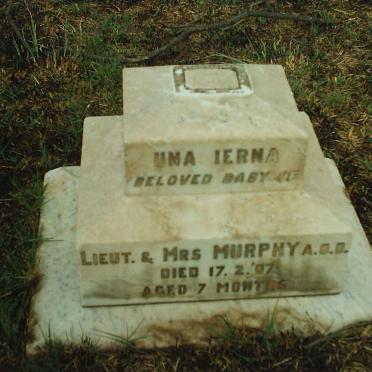 UNA IERNA
BELOVED BABY OF
LIEUT. & MRS MURPHY A.O.D.
DIED 17. 2. '07
AGED 7 MONTHS